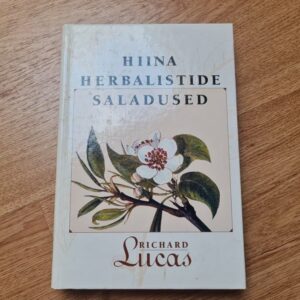 HIINA
HERBALISTIDE
SALADUSED
RICHARD
Lucas